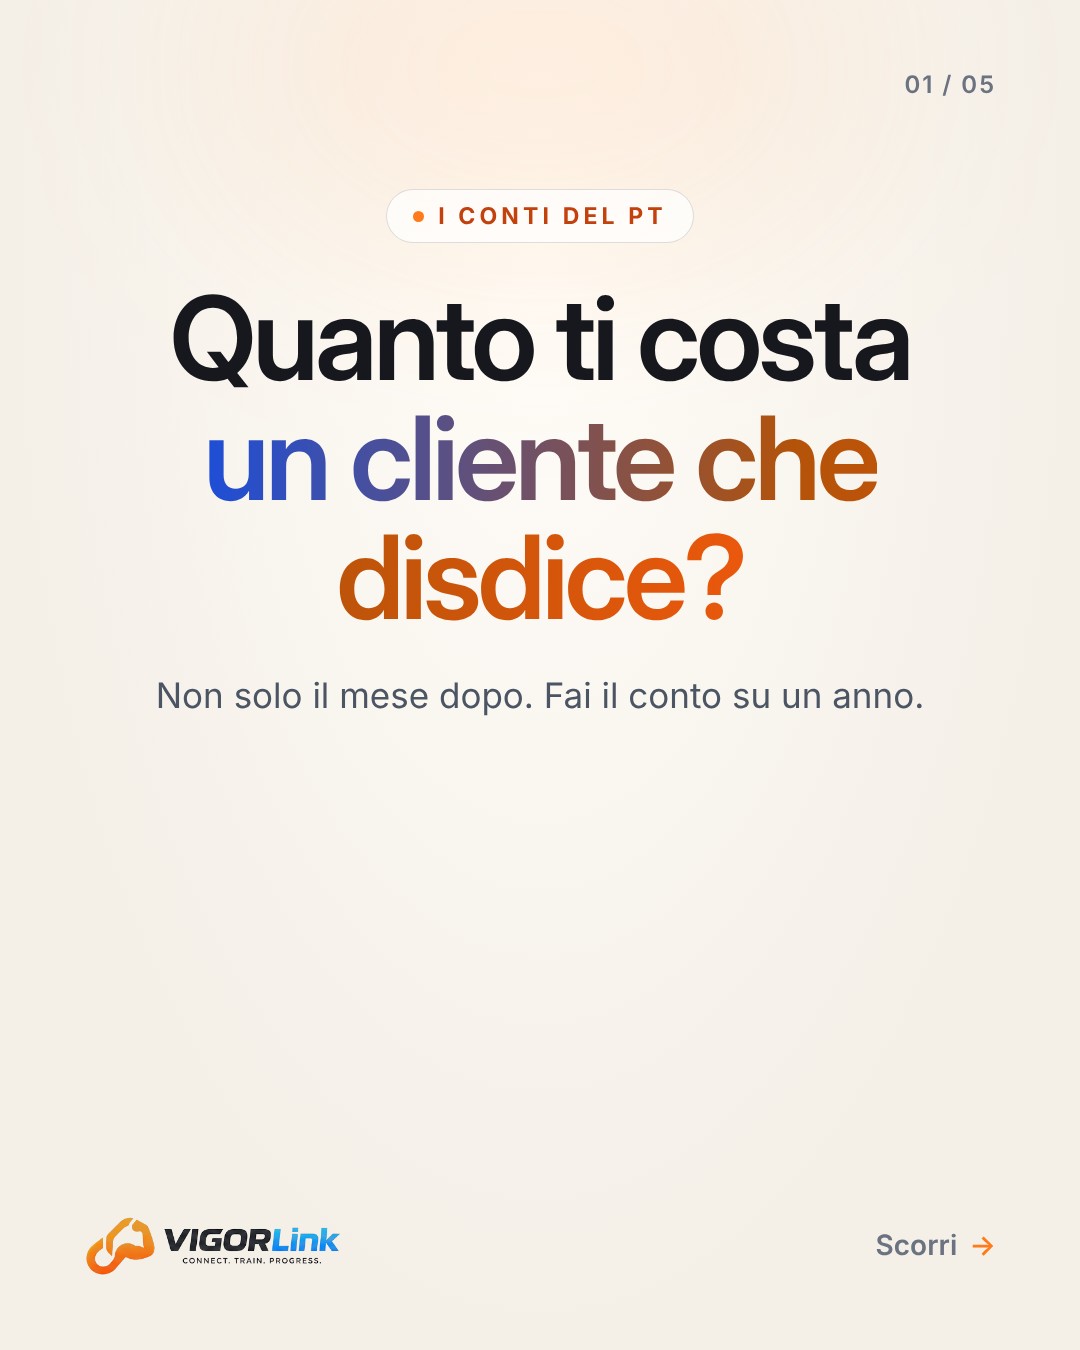 01 / 05
I CONTI DEL PT
Quanto ti costa
un cliente che
disdice?
Non solo il mese dopo. Fai il conto su un anno.
VIGORLink
CONNECT. TRAIN. PROGRESS.
Scorri →